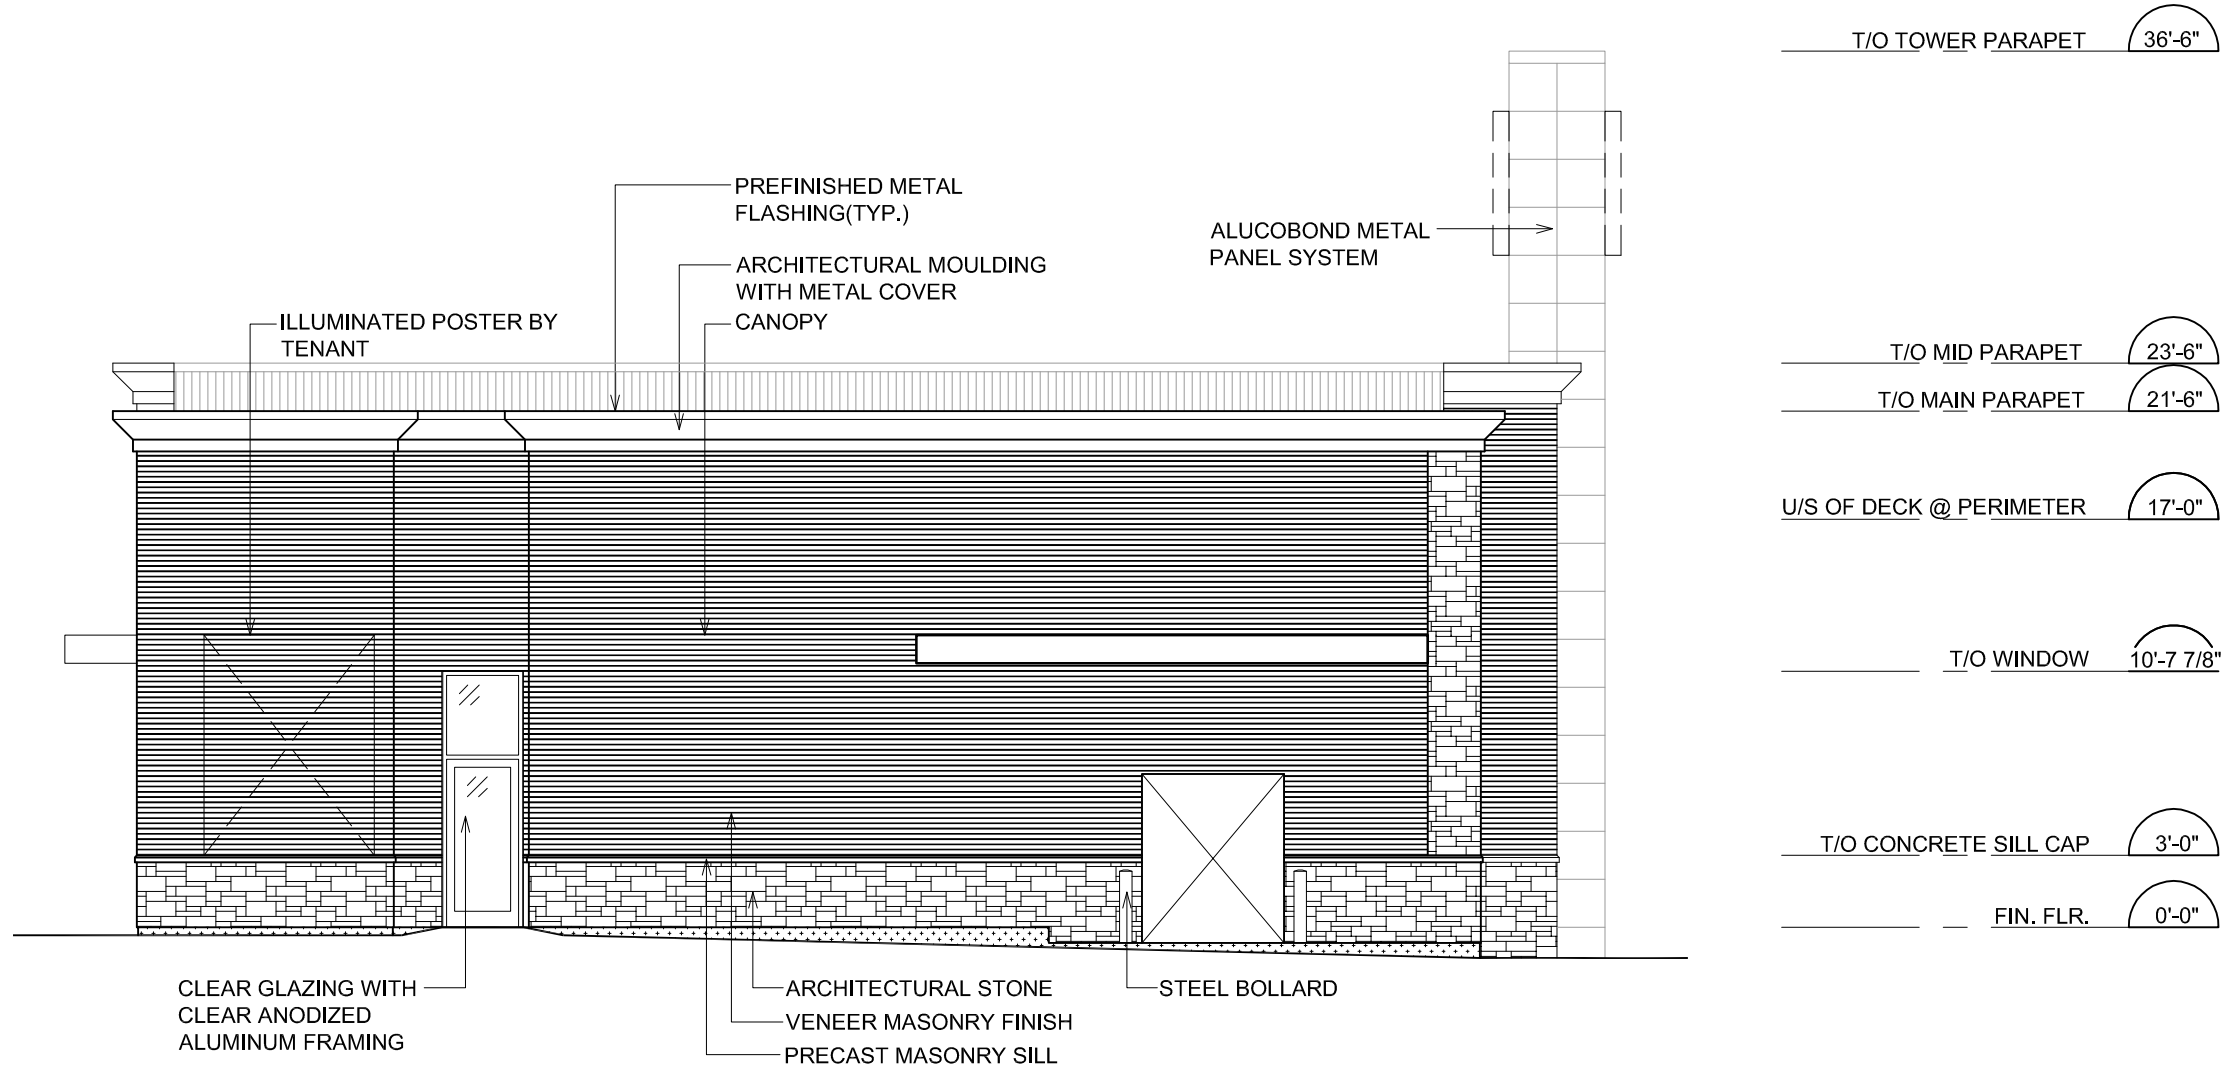 T/O TOWER PARAPET 36'-6"
PREFINISHED METAL
FLASHING(TYP.)
ALUCOBOND METAL
PANEL SYSTEM
ARCHITECTURAL MOULDING
WITH METAL COVER
ILLUMINATED POSTER BY
TENANT
CANOPY
T/O MID PARAPET 23'-6"
T/O MAIN PARAPET 21'-6"
U/S OF DECK @ PERIMETER 17'-0"
T/O WINDOW 10'-7 7/8"
T/O CONCRETE SILL CAP 3'-0"
FIN. FLR. 0'-0"
CLEAR GLAZING WITH
CLEAR ANODIZED
ALUMINUM FRAMING
ARCHITECTURAL STONE
VENEER MASONRY FINISH
PRECAST MASONRY SILL
STEEL BOLLARD